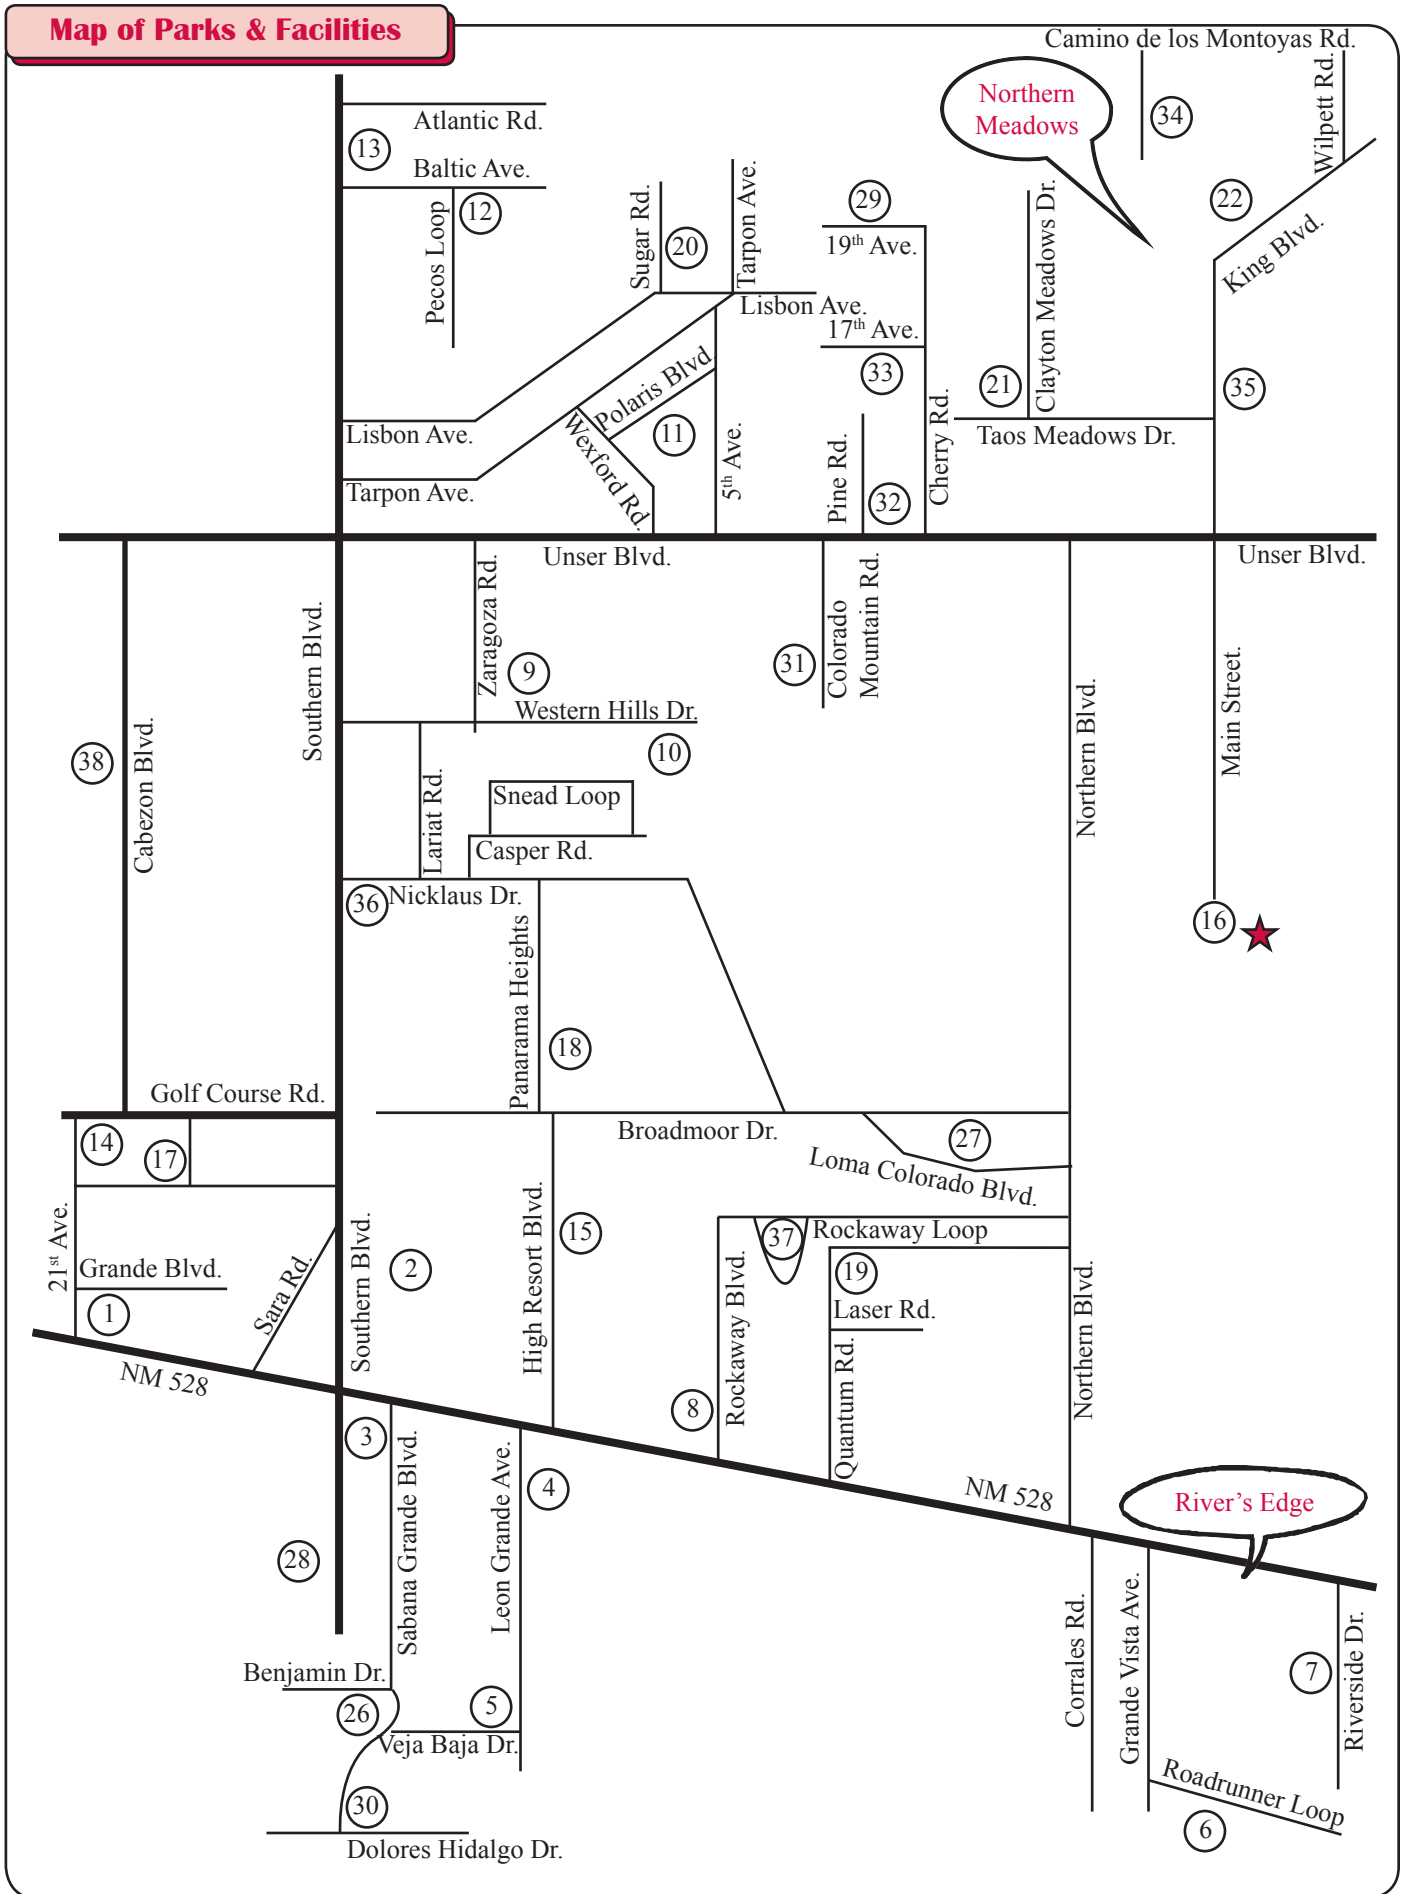 Map of Parks & Facilities
Camino de los Montoyas Rd.
Northern
Meadows
34
Wilpett Rd.
Atlantic Rd.
13
Baltic Ave.
12
Pecos Loop
Sugar Rd.
20
Tarpon Ave.
29
19th Ave.
Clayton Meadows Dr.
22
King Blvd.
Lisbon Ave.
17th Ave.
33
21
35
Polaris Blvd.
11
Wexford Rd.
5th Ave.
Pine Rd.
32
Cherry Rd.
Taos Meadows Dr.
Lisbon Ave.
Tarpon Ave.
Unser Blvd.
Unser Blvd.
Southern Blvd.
Zaragoza Rd.
9
31
Colorado
Mountain Rd.
Northern Blvd.
Main Street.
Western Hills Dr.
38
Cabezon Blvd.
10
Lariat Rd.
Snead Loop
Casper Rd.
36
Nicklaus Dr.
16
Panarama Heights
18
Golf Course Rd.
Broadmoor Dr.
14
17
27
Loma Colorado Blvd.
21st Ave.
Grande Blvd.
1
Sara Rd.
Southern Blvd.
2
High Resort Blvd.
15
37
Rockaway Loop
Rockaway Blvd.
19
Laser Rd.
Quantum Rd.
Northern Blvd.
NM 528
8
3
Sabana Grande Blvd.
Leon Grande Ave.
4
NM 528
River's Edge
28
Corrales Rd.
Grande Vista Ave.
7
Riverside Dr.
Benjamin Dr.
26
5
Veja Baja Dr.
Roadrunner Loop
30
6
Dolores Hidalgo Dr.